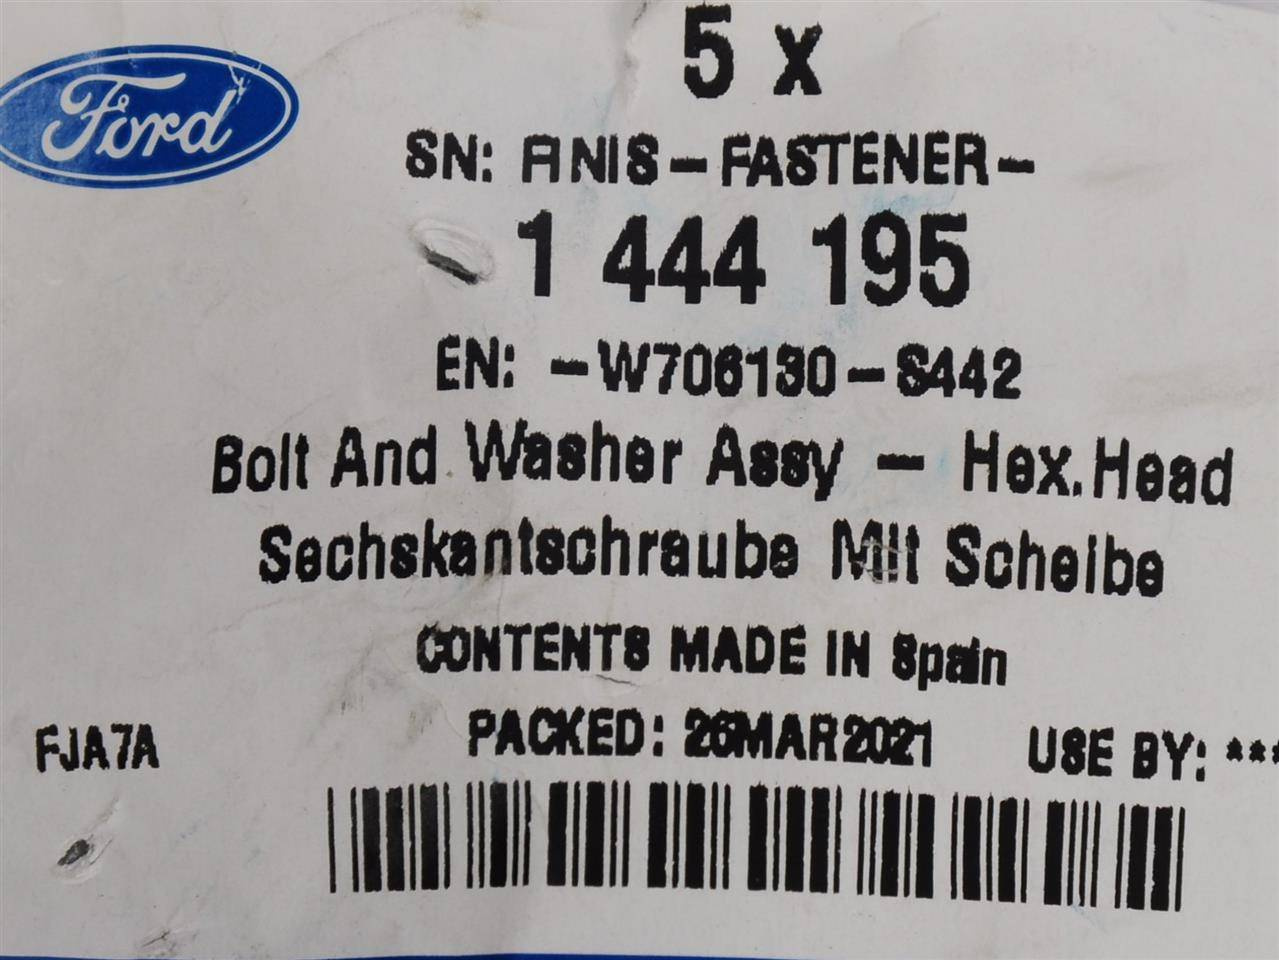 Ford
5 x
SN: ANIS-FASTENER-
1 444 195
EN: -W706130-S442
Bolt And Washer Assy - Hex.Head
Sechskantschraube Mit Scheibe
CONTENTS MADE IN Spain
FJA7A PACKED: 26MAR2021 USE BY: ***